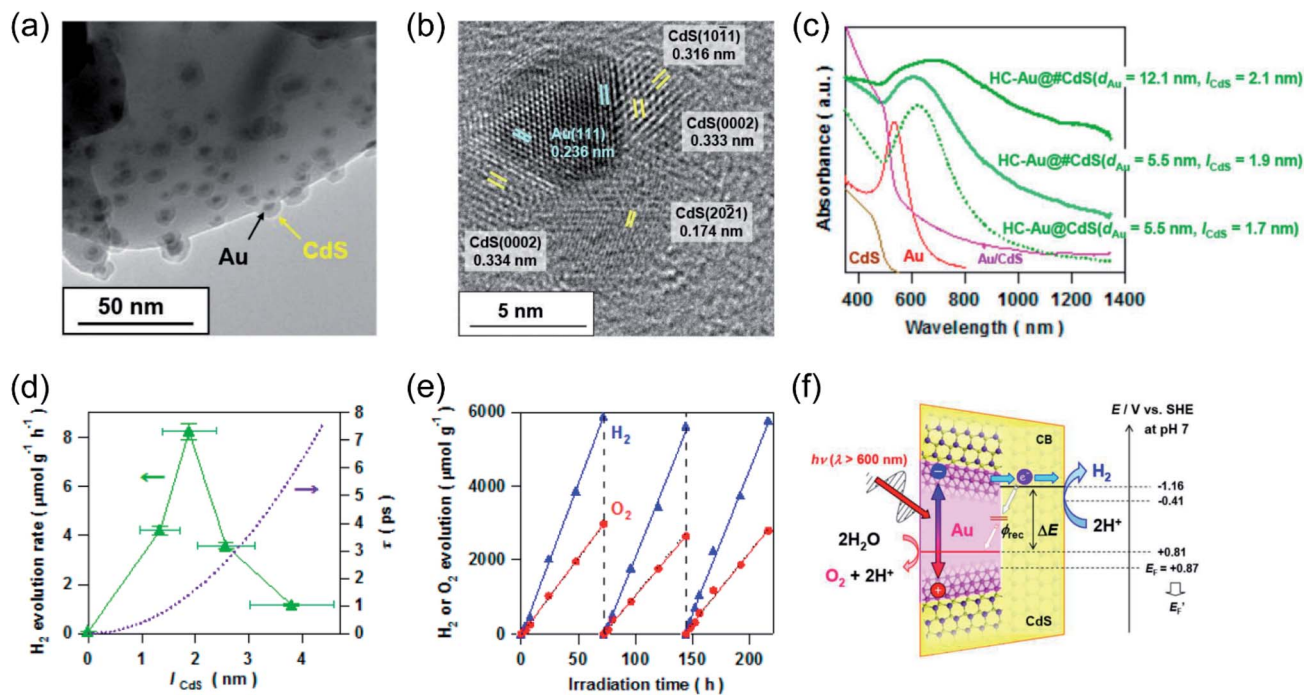 (a)
Au
CdS
50 nm
(b)
CdS(101̄1)
0.316 nm
Au(111)
0.236 nm
CdS(0002)
0.333 nm
CdS(202̄1)
0.174 nm
CdS(0002)
0.334 nm
5 nm
(c)
Absorbance ( a.u. )
HC-Au@#CdS(dAu = 12.1 nm, lCdS = 2.1 nm)
HC-Au@#CdS(dAu = 5.5 nm, lCdS = 1.9 nm)
HC-Au@CdS(dAu = 5.5 nm, lCdS = 1.7 nm)
CdS
Au
Au/CdS
400 600 800 1000 1200 1400
Wavelength ( nm )
(d)
H2 evolution rate ( μmol g-1 h-1 )
8
6
4
2
0
0 1 2 3 4
l CdS ( nm )
8
7
6
5
4
3
2
1
0
τ ( ps )
(e)
H2 or O2 evolution ( μmol g-1 )
6000
4000
2000
0
H2
O2
0 50 100 150 200
Irradiation time ( h )
(f)
E / V vs. SHE
at pH 7
CB
hν (λ > 600 nm)
H2
-1.16
-0.41
Au
ϕrec
ΔE
2H+
2H2O
+0.81
O2 + 2H+
EF = +0.87
CdS
EF'